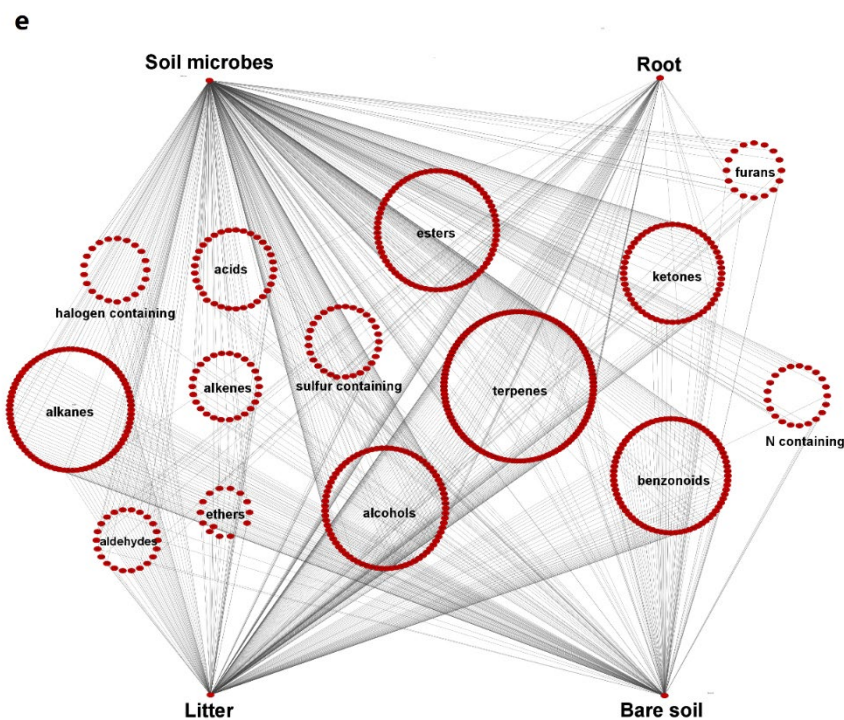 e
Soil microbes
Root
furans
esters
acids
ketones
halogen containing
sulfur containing
alkenes
terpenes
alkanes
N containing
benzonoids
alcohols
ethers
aldehydes
Litter
Bare soil